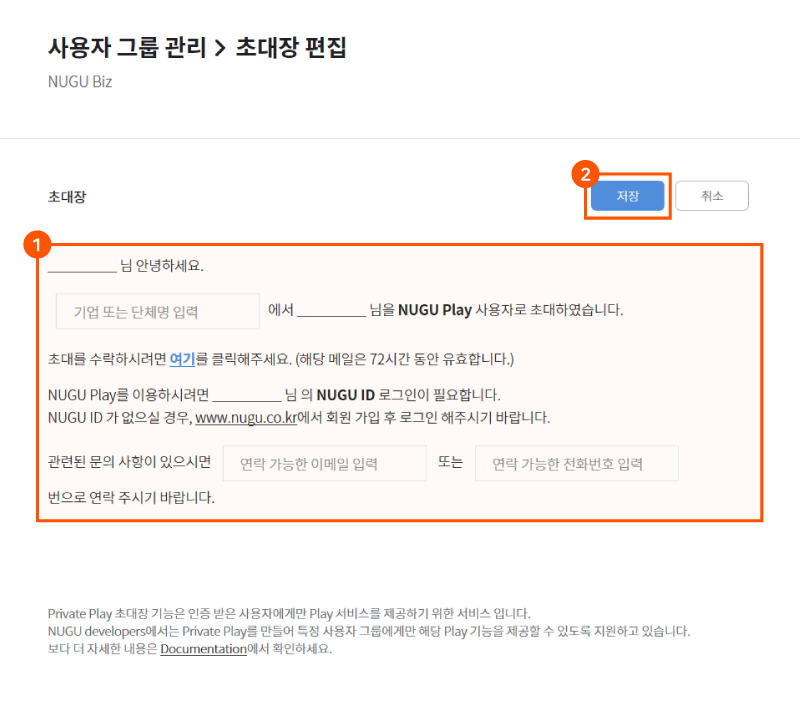 사용자 그룹 관리 > 초대장 편집
NUGU Biz
초대장
2
저장
취소
1
_________ 님 안녕하세요.
기업 또는 단체명 입력 에서 _________ 님을 NUGU Play 사용자로 초대하였습니다.
초대를 수락하시려면 여기를 클릭해주세요. (해당 메일은 72시간 동안 유효합니다.)
NUGU Play를 이용하시려면 _________ 님 의 NUGU ID 로그인이 필요합니다.
NUGU ID 가 없으실 경우, www.nugu.co.kr에서 회원 가입 후 로그인 해주시기 바랍니다.
관련된 문의 사항이 있으시면 연락 가능한 이메일 입력 또는 연락 가능한 전화번호 입력
번으로 연락 주시기 바랍니다.
Private Play 초대장 기능은 인증 받은 사용자에게만 Play 서비스를 제공하기 위한 서비스 입니다.
NUGU developers에서는 Private Play를 만들어 특정 사용자 그룹에게만 해당 Play 기능을 제공할 수 있도록 지원하고 있습니다.
보다 더 자세한 내용은 Documentation에서 확인하세요.